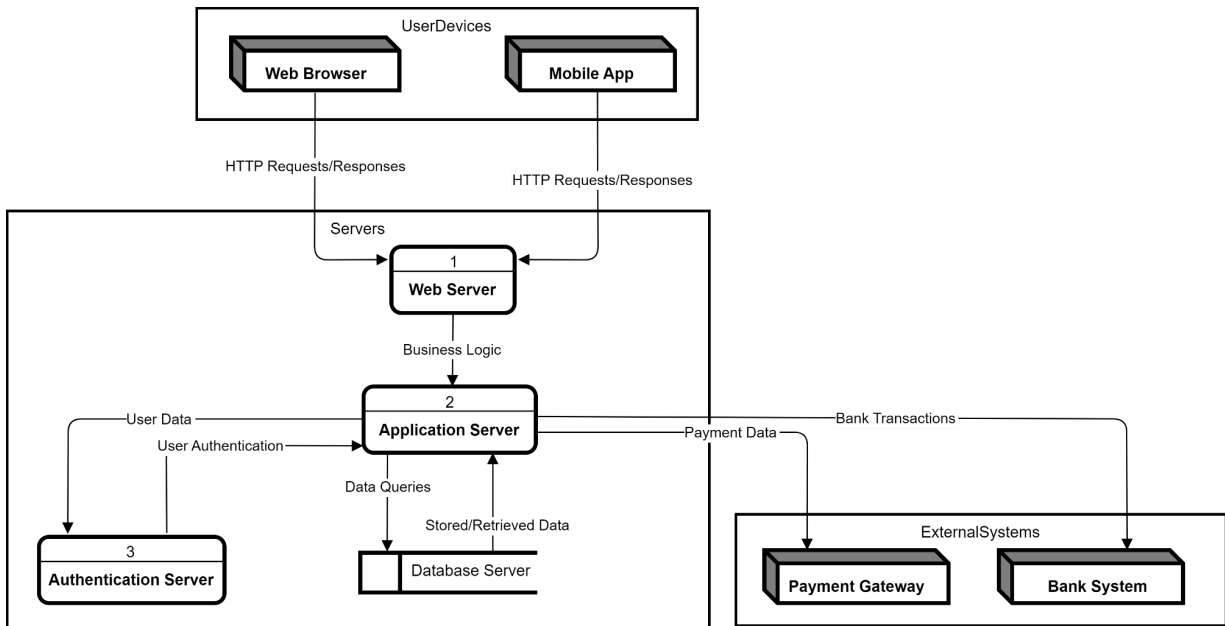 UserDevices
Web Browser
Mobile App
HTTP Requests/Responses
HTTP Requests/Responses
Servers
1
Web Server
Business Logic
2
Application Server
User Data
User Authentication
Bank Transactions
Payment Data
Data Queries
Stored/Retrieved Data
3
Authentication Server
Database Server
ExternalSystems
Payment Gateway
Bank System